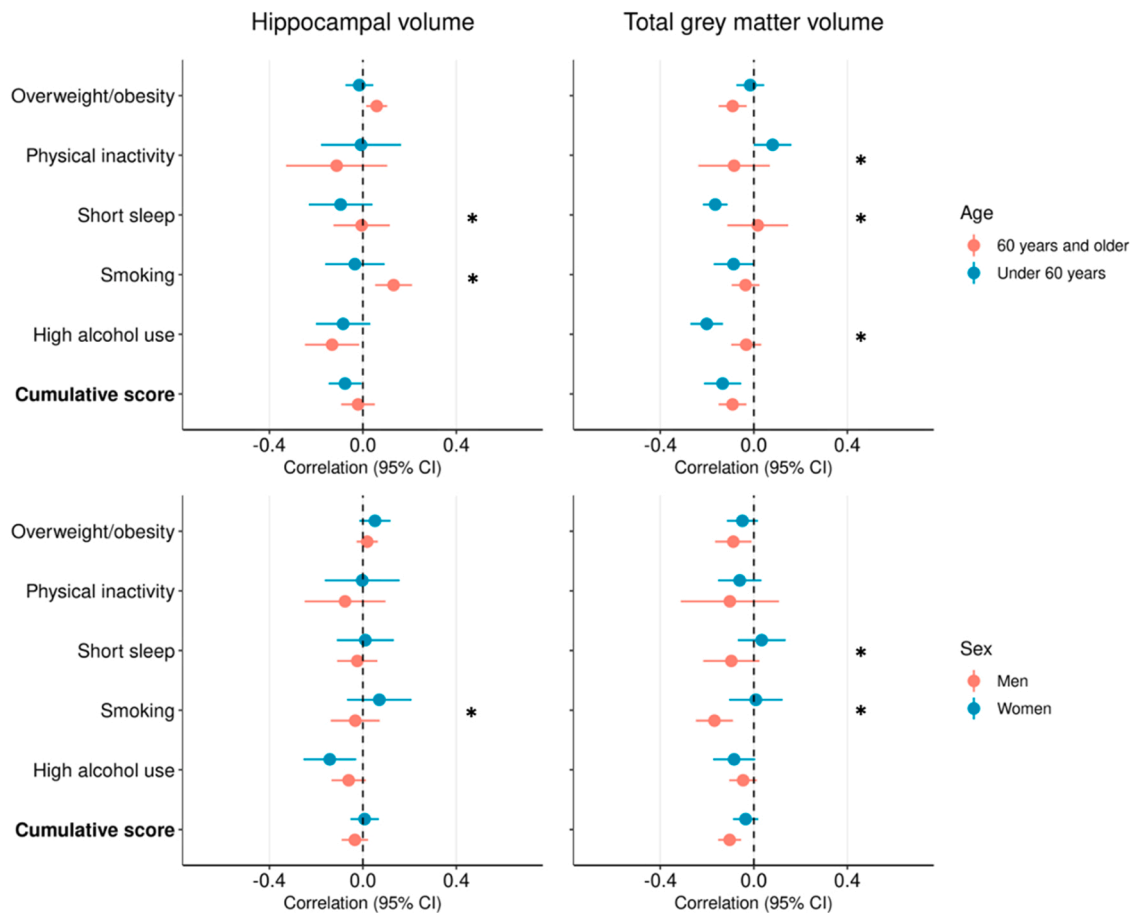 Hippocampal volume
Total grey matter volume
Overweight/obesity
Physical inactivity
*
Short sleep
*
*
Smoking
*
High alcohol use
*
Cumulative score
-0.4 0.0 0.4
-0.4 0.0 0.4
Correlation (95% CI)
Correlation (95% CI)
Age
60 years and older
Under 60 years
Overweight/obesity
Physical inactivity
Short sleep
*
Smoking
*
*
High alcohol use
Cumulative score
-0.4 0.0 0.4
-0.4 0.0 0.4
Correlation (95% CI)
Correlation (95% CI)
Sex
Men
Women